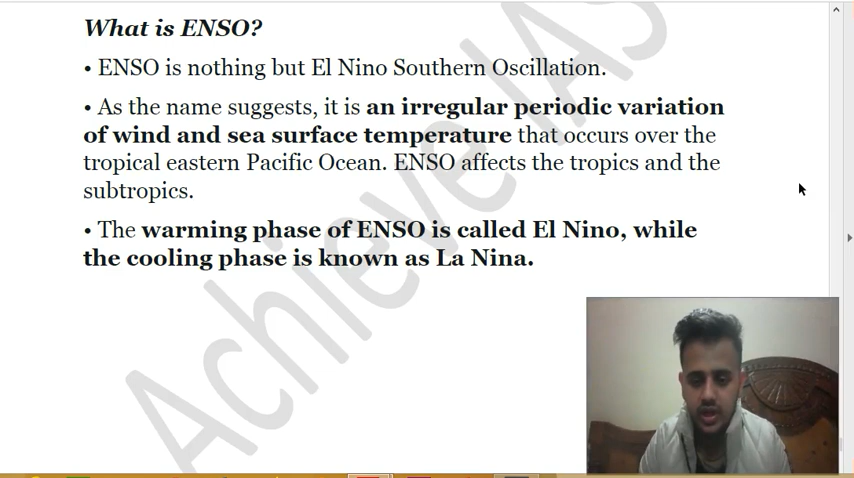 What is ENSO?
• ENSO is nothing but El Nino Southern Oscillation.
• As the name suggests, it is an irregular periodic variation
of wind and sea surface temperature that occurs over the
tropical eastern Pacific Ocean. ENSO affects the tropics and the
subtropics.
• The warming phase of ENSO is called El Nino, while
the cooling phase is known as La Nina.
Achieve IAS